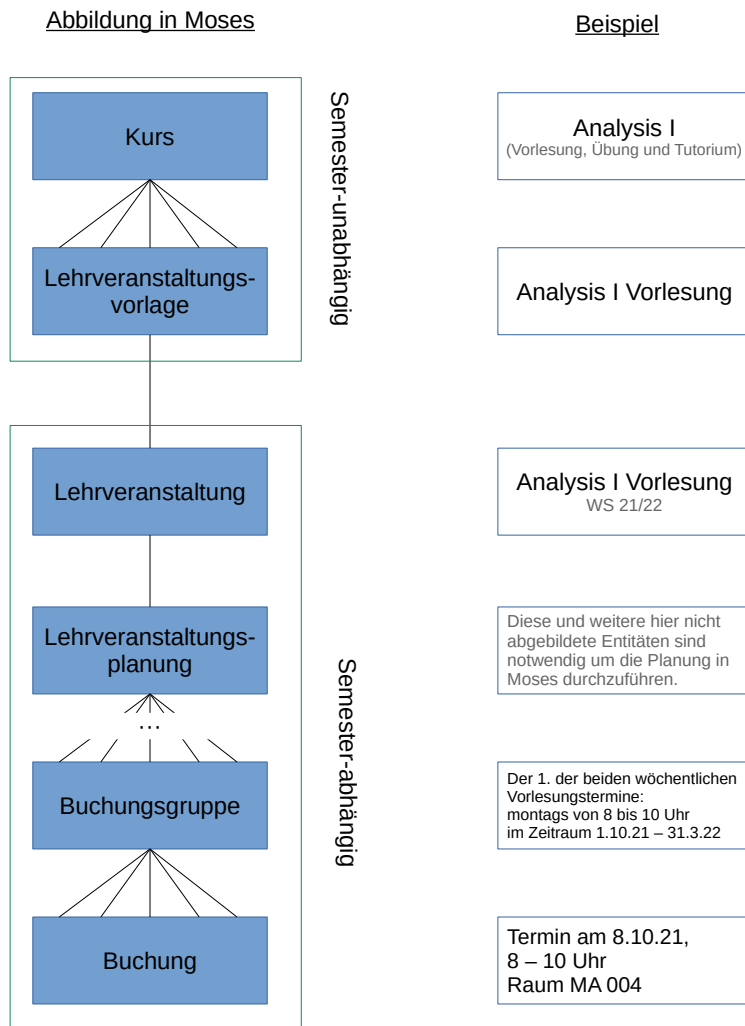 Abbildung in Moses
Beispiel
Kurs
Analysis I
(Vorlesung, Übung und Tutorium)
Semester-unabhängig
Lehrveranstaltungs-
vorlage
Analysis I Vorlesung
Lehrveranstaltung
Analysis I Vorlesung
WS 21/22
Lehrveranstaltungs-
planung
Diese und weitere hier nicht
abgebildete Entitäten sind
notwendig um die Planung in
Moses durchzuführen.
Semester-abhängig
...
Buchungsgruppe
Der 1. der beiden wöchentlichen
Vorlesungstermine:
montags von 8 bis 10 Uhr
im Zeitraum 1.10.21 – 31.3.22
Buchung
Termin am 8.10.21,
8 – 10 Uhr
Raum MA 004